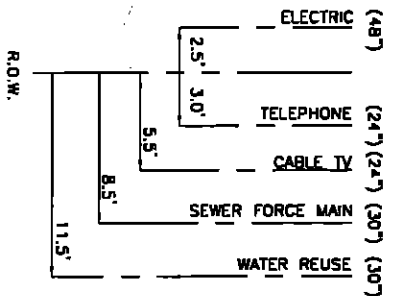 ELECTRIC (48")
2.5'
R.O.W.
3.0'
TELEPHONE (24")
5.5'
CABLE TV (24")
8.5'
SEWER FORCE MAIN (30")
11.5'
WATER REUSE (30")